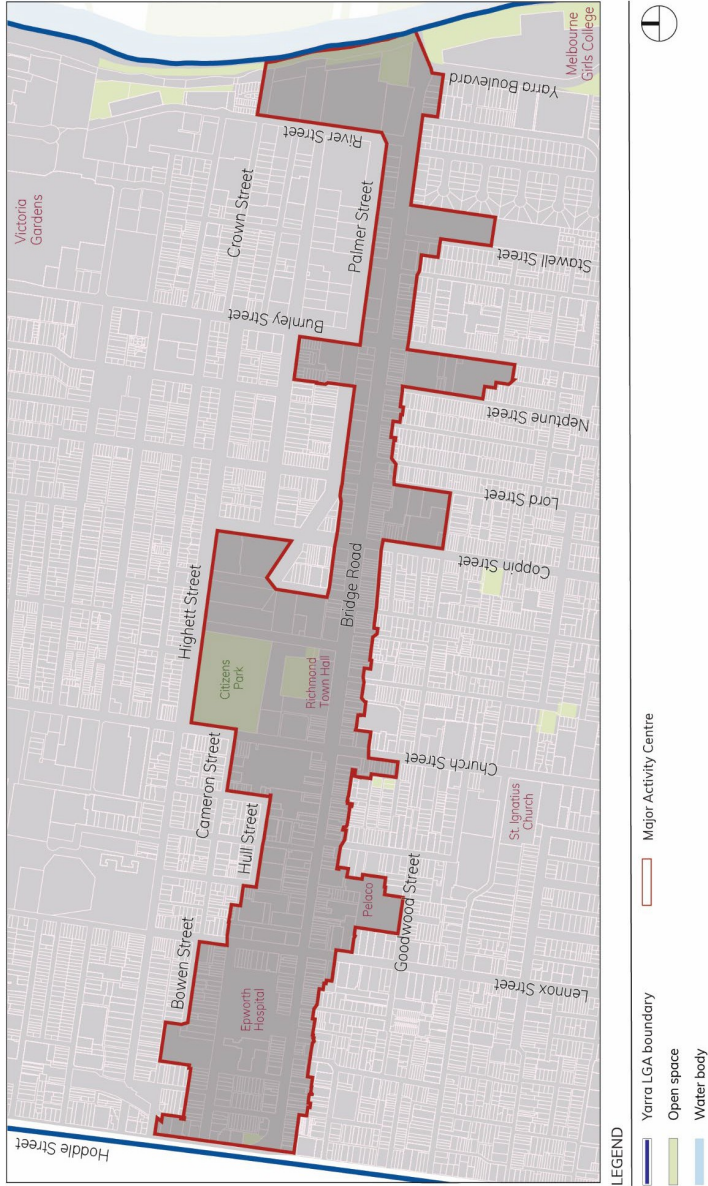 Hoddle Street
Bowen Street
Epworth
Hospital
Lennox Street
Goodwood Street
Pelaco
Hull Street
Cameron Street
Church Street
St. Ignatius
Church
Highett Street
Citizens
Park
Richmond
Town Hall
Bridge Road
Coppin Street
Lord Street
Neptune Street
Burnley Street
Crown Street
Palmer Street
Stawell Street
River Street
Victoria
Gardens
Yarra Boulevard
Melbourne
Girls College
LEGEND
Yarra LGA boundary
Open space
Water body
Major Activity Centre